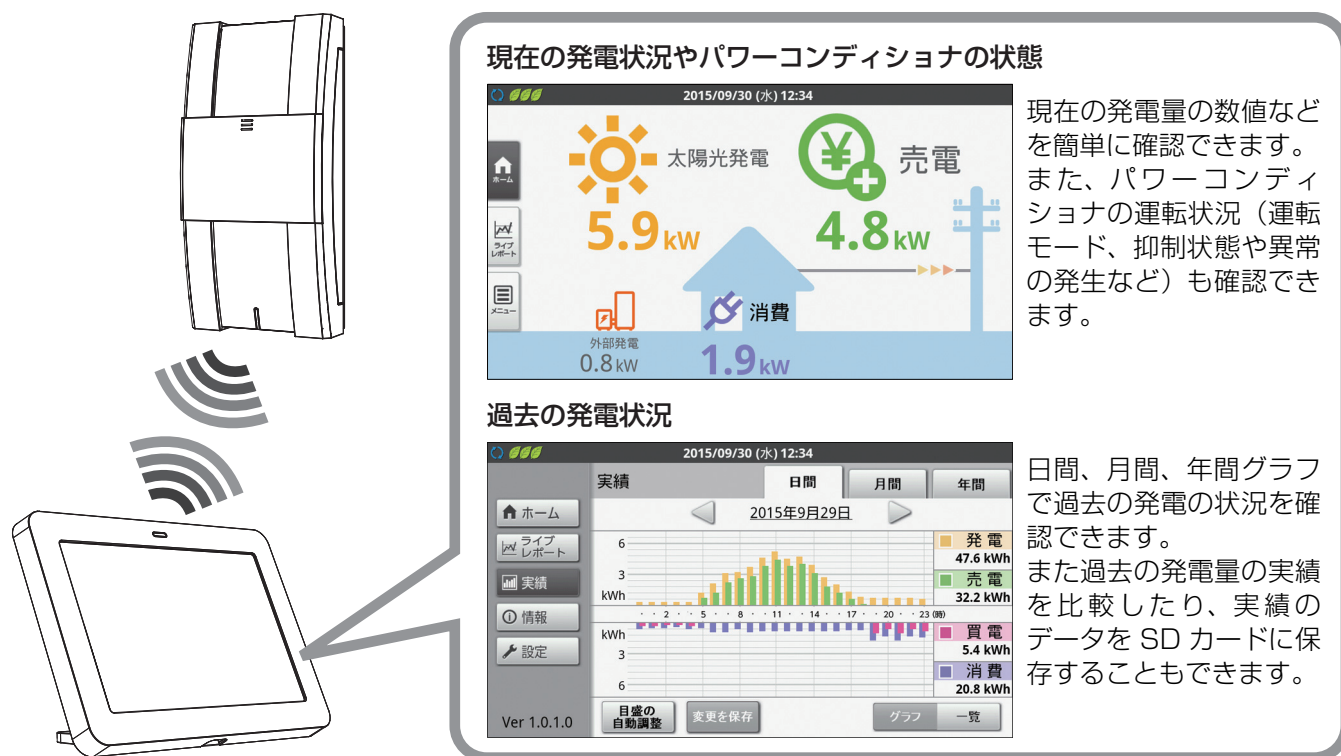 現在の発電状況やパワーコンディショナの状態
2015/09/30 (水) 12:34
ホーム
ライブ
レポート
メニュー
太陽光発電
5.9 kW
売電
4.8 kW
外部発電
0.8 kW
消費
1.9 kW
現在の発電量の数値など
を簡単に確認できます。
また、パワーコンディ
ショナの運転状況（運転
モード、抑制状態や異常
の発生など）も確認でき
ます。
過去の発電状況
2015/09/30 (水) 12:34
実績
日間
月間
年間
ホーム
ライブ
レポート
実績
情報
設定
Ver 1.0.1.0
2015年9月29日
6
3
kWh
・ 2 ・ ・ 5 ・ ・ 8 ・ ・ 11 ・ ・ 14 ・ ・ 17 ・ ・ 20 ・ ・ 23 (時)
kWh
3
6
発電
47.6 kWh
売電
32.2 kWh
買電
5.4 kWh
消費
20.8 kWh
目盛の
自動調整
変更を保存
グラフ
一覧
日間、月間、年間グラフ
で過去の発電の状況を確
認できます。
また過去の発電量の実績
を比較したり、実績の
データを SD カードに保
存することもできます。